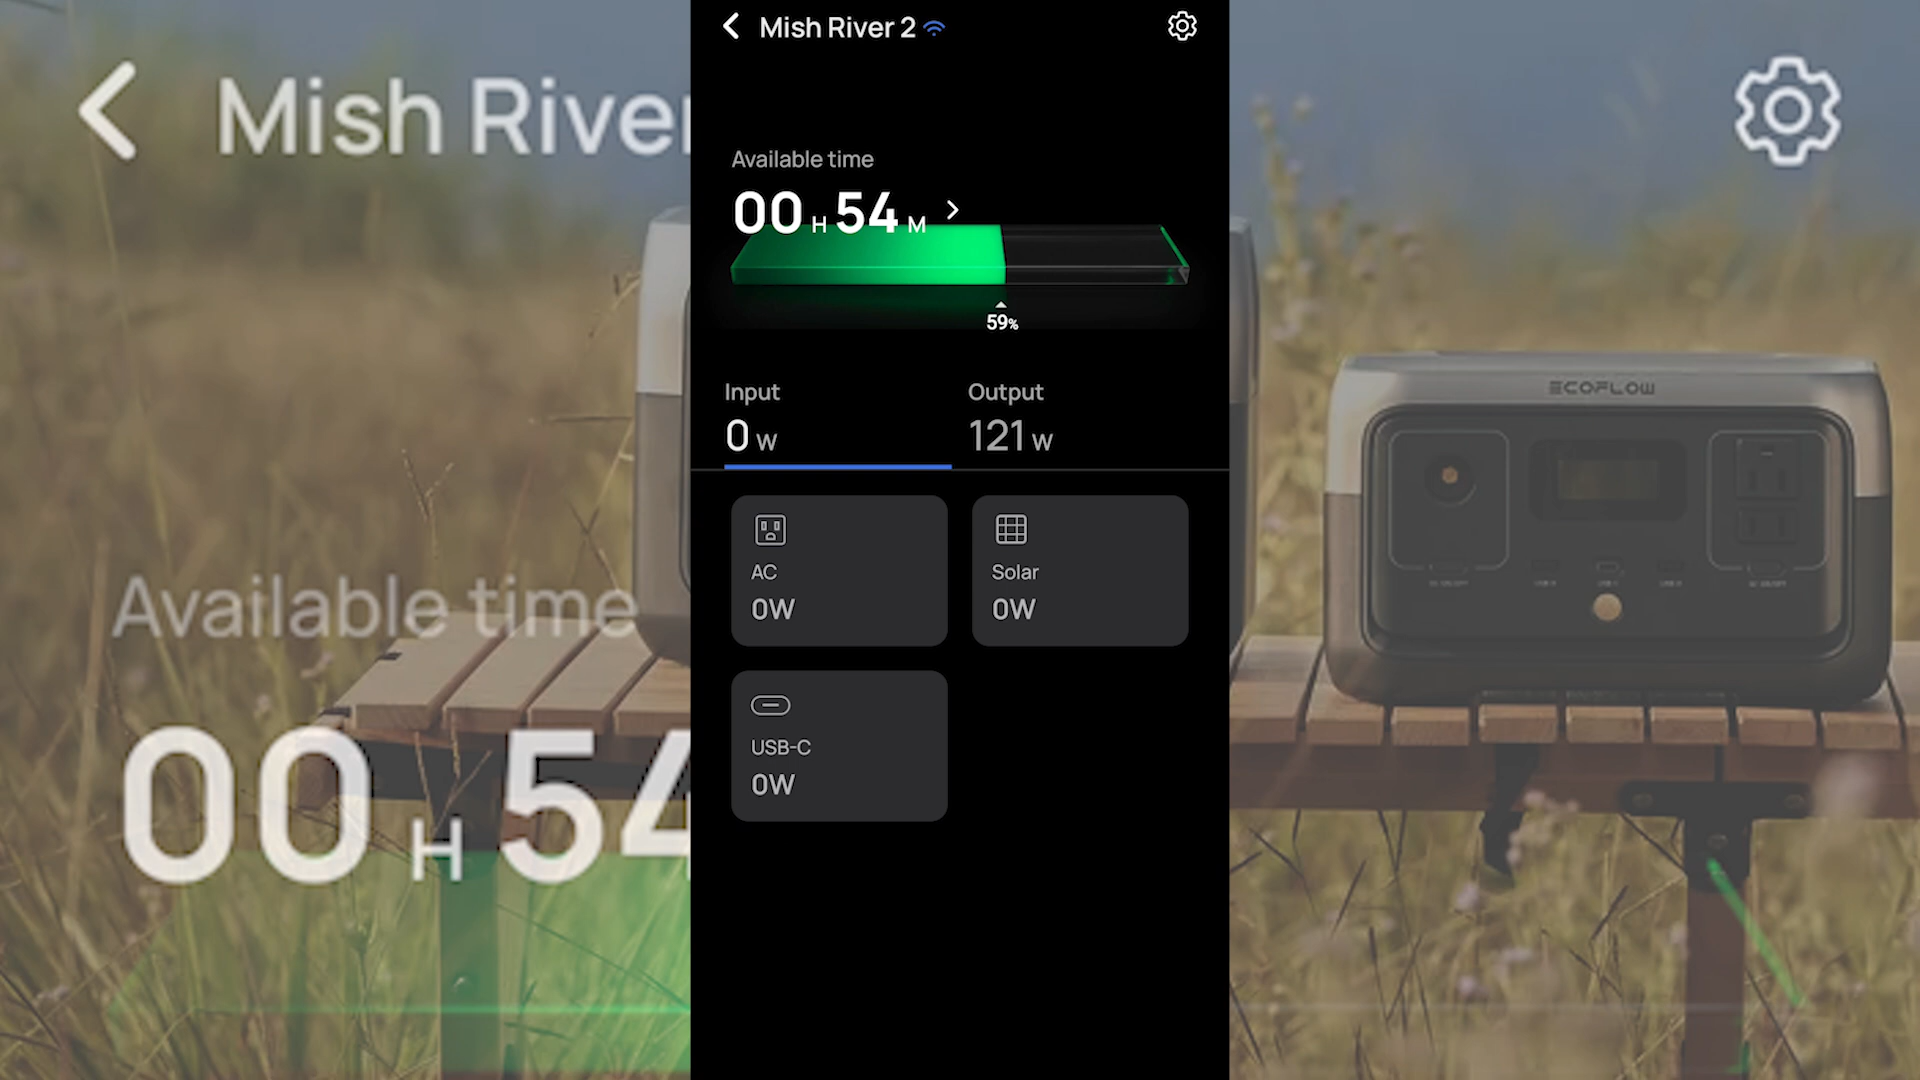 Mish River 2
Available time
00 H 54 M
59%
Input
Output
0 W
121 W
AC
0W
Solar
0W
USB-C
0W
Mish River
Available time
00 H 54
ECOFLOW